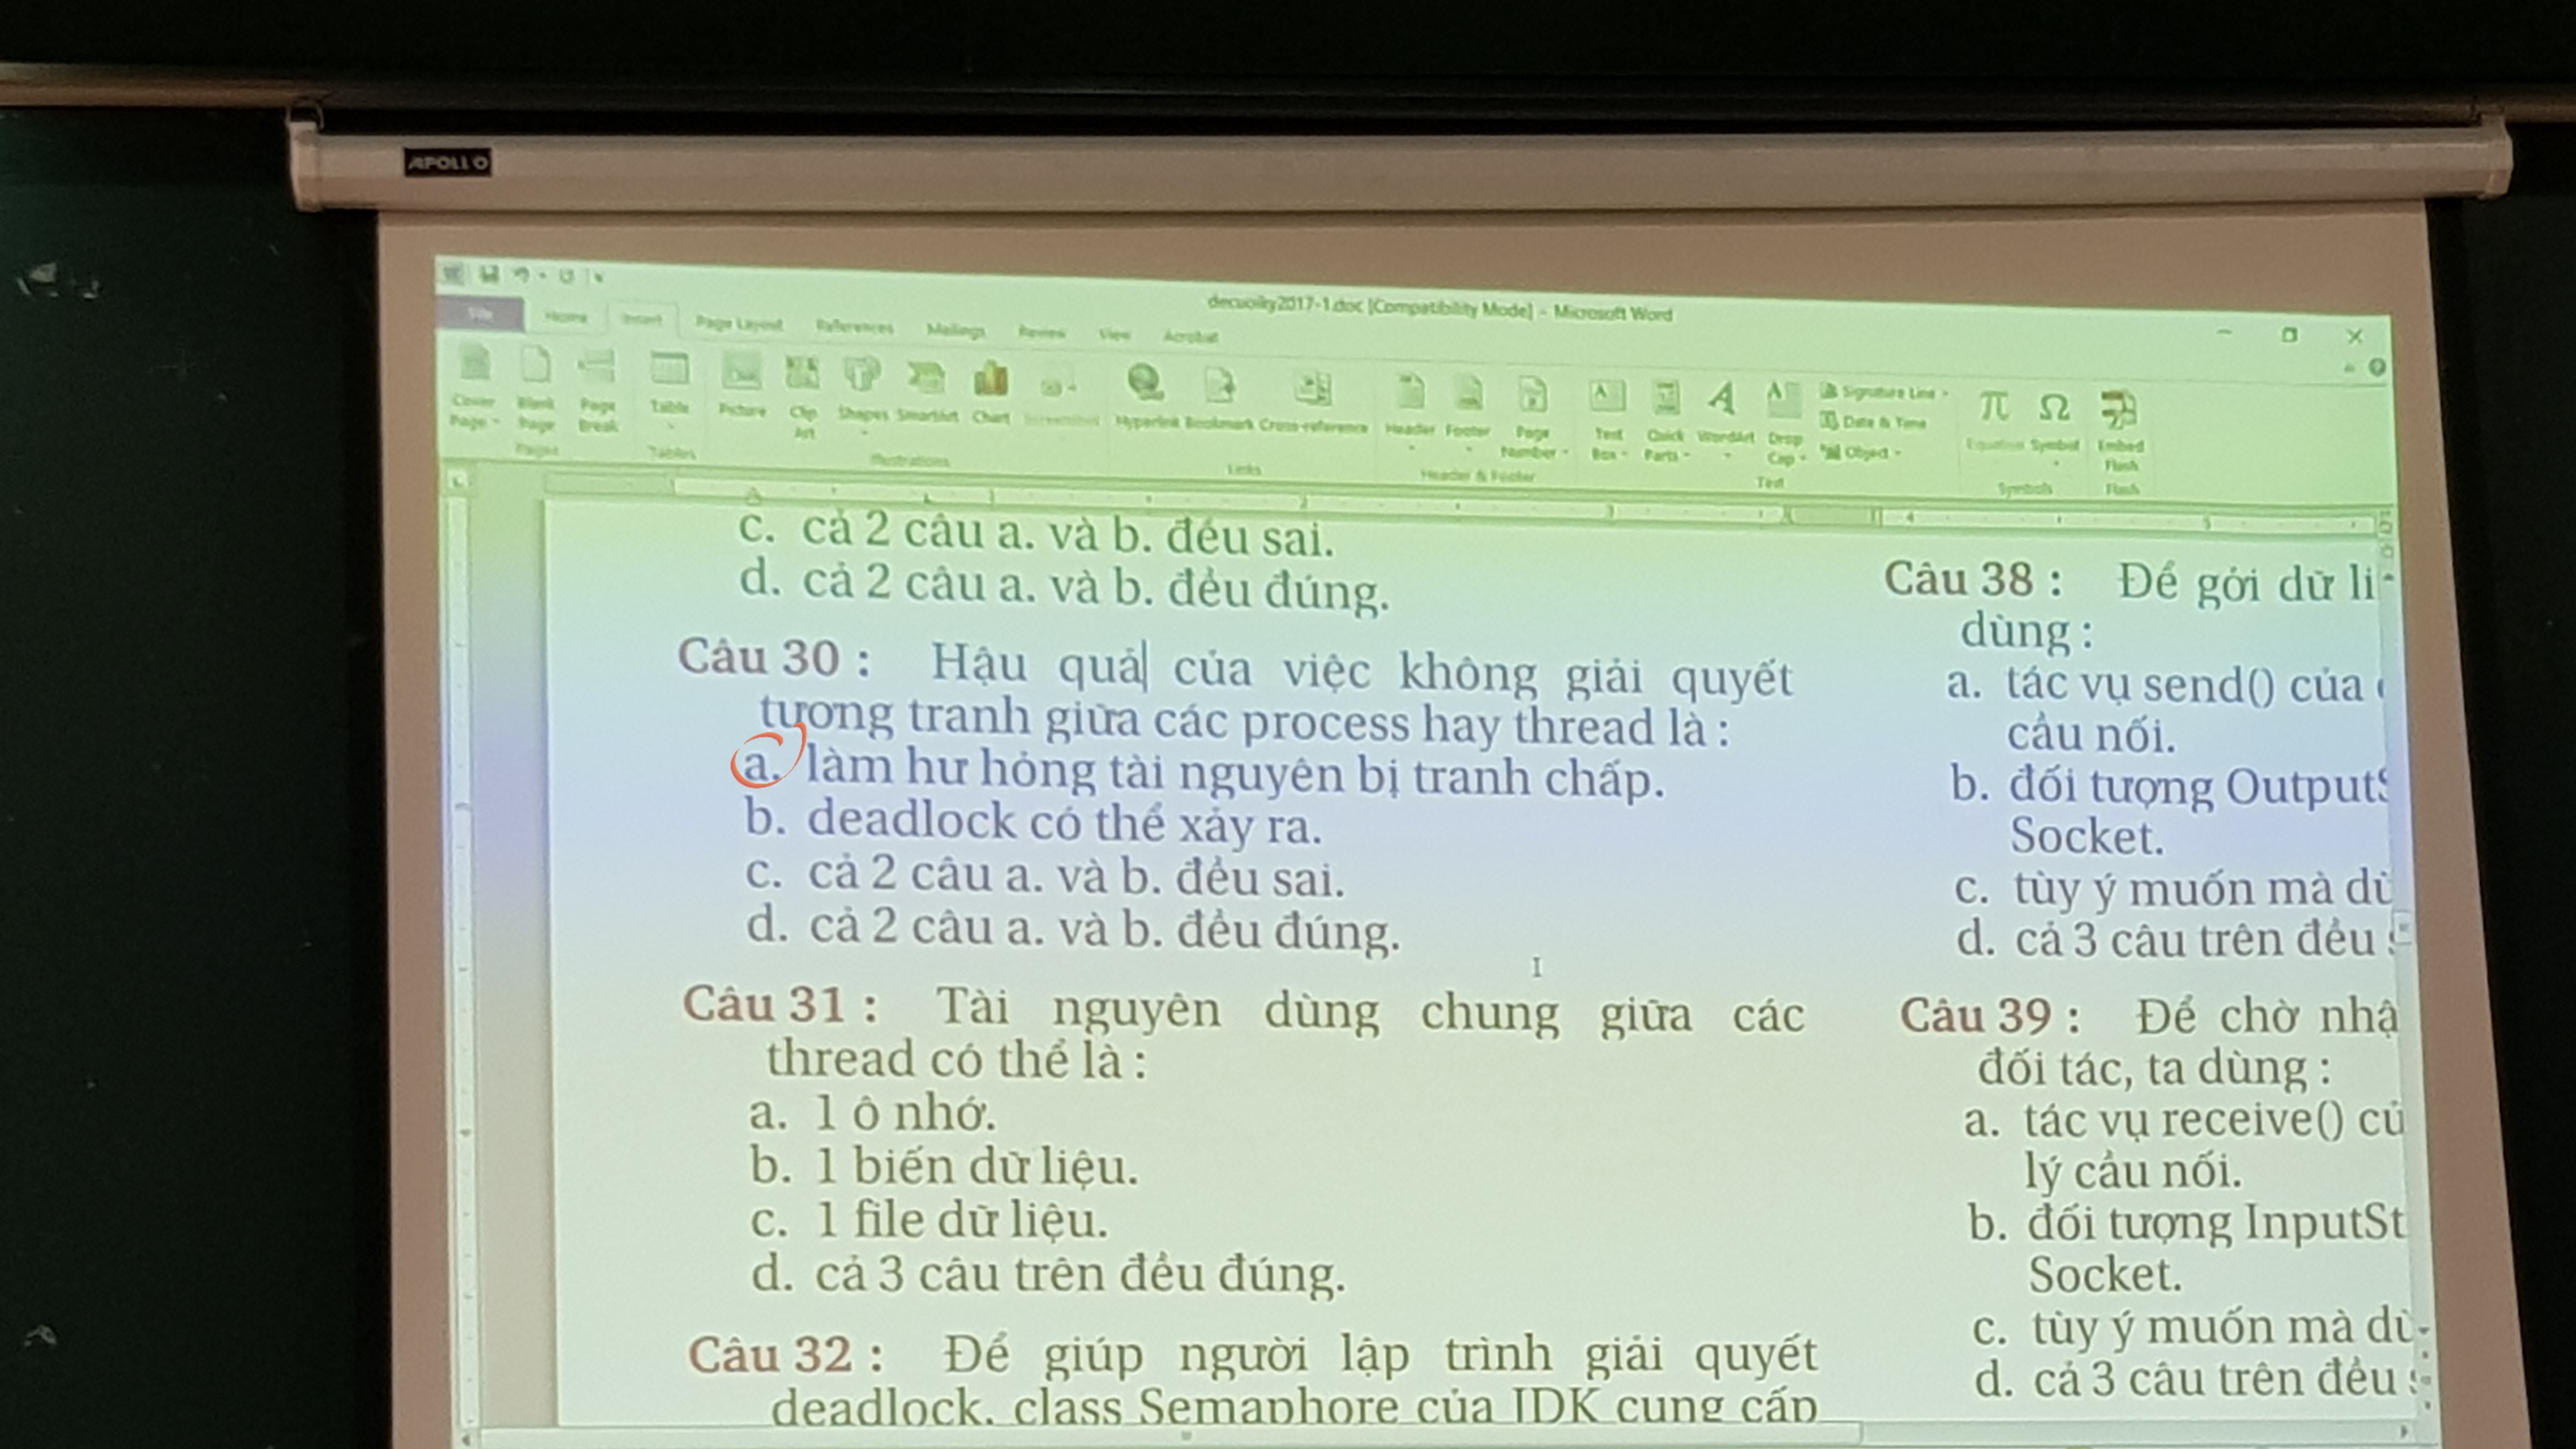 APOLLO
decuoiky2017-1.doc [Compatibility Mode] - Microsoft Word
File Home Insert Page Layout References Mailings Review View Acrobat
Cover Page Blank Page Page Break Table Picture Clip Art Shapes SmartArt Chart Screenshot Hyperlink Bookmark Cross-reference Header Footer Page Number Text Box Quick Parts WordArt Drop Cap Signature Line Date & Time Object Equation Symbol Embed Flash
Pages Tables Illustrations Links Header & Footer Text Symbols Flash
c. cả 2 câu a. và b. đều sai.
d. cả 2 câu a. và b. đều đúng.
Câu 30 : Hậu quả của việc không giải quyết
tương tranh giữa các process hay thread là :
a. làm hư hỏng tài nguyên bị tranh chấp.
b. deadlock có thể xảy ra.
c. cả 2 câu a. và b. đều sai.
d. cả 2 câu a. và b. đều đúng.
Câu 31 : Tài nguyên dùng chung giữa các
thread có thể là :
a. 1 ô nhớ.
b. 1 biến dữ liệu.
c. 1 file dữ liệu.
d. cả 3 câu trên đều đúng.
Câu 32 : Để giúp người lập trình giải quyết
deadlock, class Semaphore của JDK cung cấp
Câu 38 : Để gởi dữ li
dùng :
a. tác vụ send() của
cầu nối.
b. đối tượng OutputS
Socket.
c. tùy ý muốn mà dù
d. cả 3 câu trên đều
Câu 39 : Để chờ nhậ
đối tác, ta dùng :
a. tác vụ receive() củ
lý cầu nối.
b. đối tượng InputSt
Socket.
c. tùy ý muốn mà dù
d. cả 3 câu trên đều